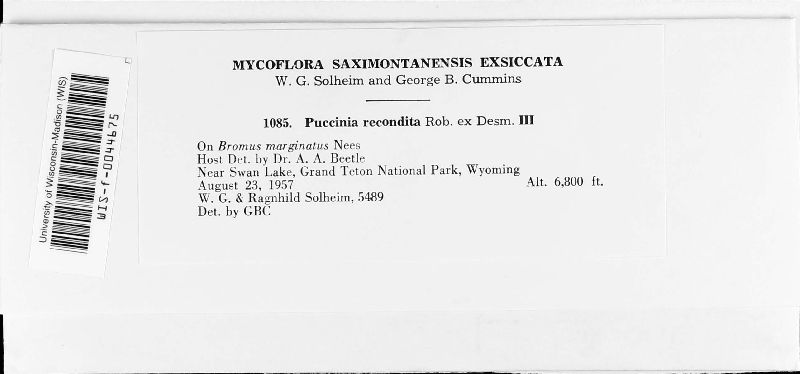 MYCOFLORA SAXIMONTANENSIS EXSICCATA
W. G. Solheim and George B. Cummins
1085. Puccinia recondita Rob. ex Desm. III
On Bromus marginatus Nees
Host Det. by Dr. A. A. Beetle
Near Swan Lake, Grand Teton National Park, Wyoming
August 23, 1957 Alt. 6,800 ft.
W. G. & Ragnhild Solheim, 5489
Det. by GBC
University of Wisconsin-Madison (WIS)
WIS-f-0044675